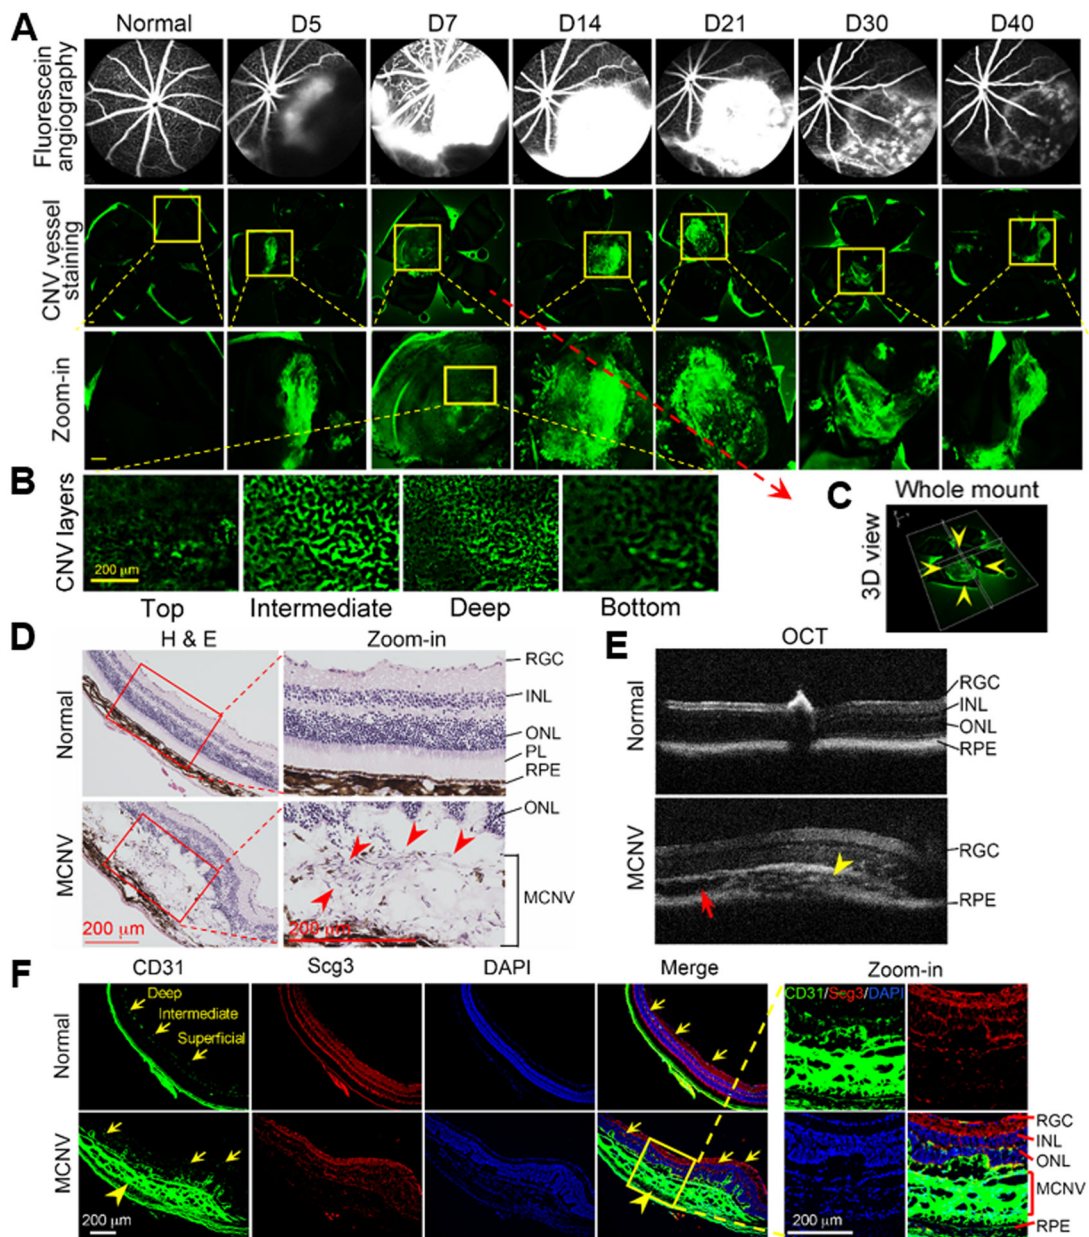 A
Normal D5 D7 D14 D21 D30 D40
Fluorescein
angiography
CNV vessel
staining
Zoom-in
B
CNV layers
200 μm
Top Intermediate Deep Bottom
C
Whole mount
3D view
D
H & E Zoom-in
Normal
RGC
INL
ONL
PL
RPE
MCNV
ONL
MCNV
200 μm
200 μm
E
OCT
Normal
RGC
INL
ONL
RPE
MCNV
RGC
RPE
F
CD31 Scg3 DAPI Merge Zoom-in
Normal
Deep
Intermediate
Superficial
CD31/Scg3/DAPI
MCNV
200 μm
200 μm
RGC
INL
ONL
MCNV
RPE